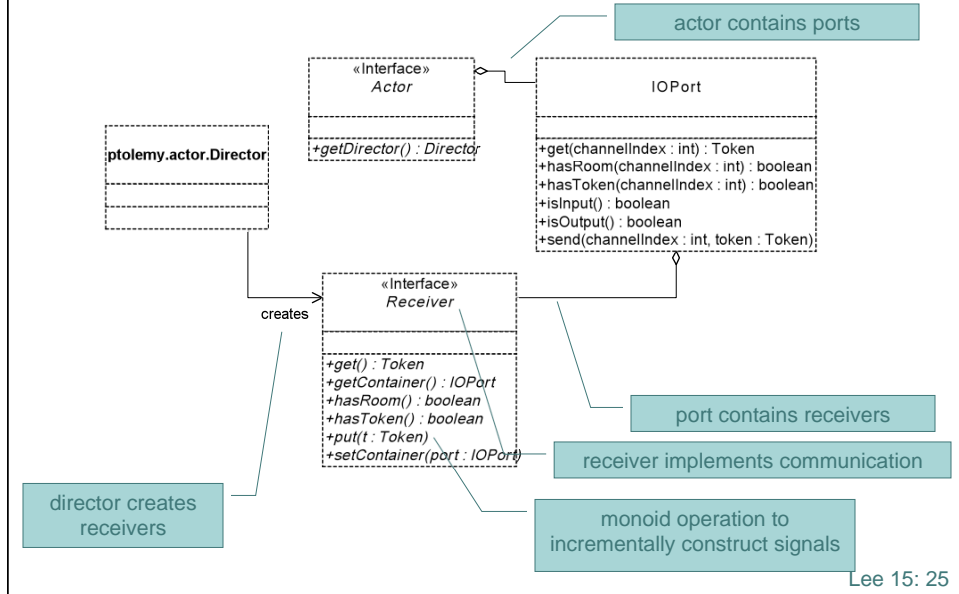 actor contains ports
«Interface»
Actor
+getDirector() : Director
IOPort
+get(channelIndex : int) : Token
+hasRoom(channelIndex : int) : boolean
+hasToken(channelIndex : int) : boolean
+isInput() : boolean
+isOutput() : boolean
+send(channelIndex : int, token : Token)
ptolemy.actor.Director
creates
«Interface»
Receiver
+get() : Token
+getContainer() : IOPort
+hasRoom() : boolean
+hasToken() : boolean
+put(t : Token)
+setContainer(port : IOPort)
port contains receivers
receiver implements communication
director creates
receivers
monoid operation to
incrementally construct signals
Lee 15: 25